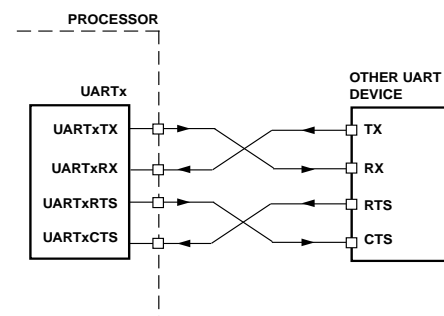 PROCESSOR
UARTx
UARTxTX
UARTxRX
UARTxRTS
UARTxCTS
OTHER UART
DEVICE
TX
RX
RTS
CTS